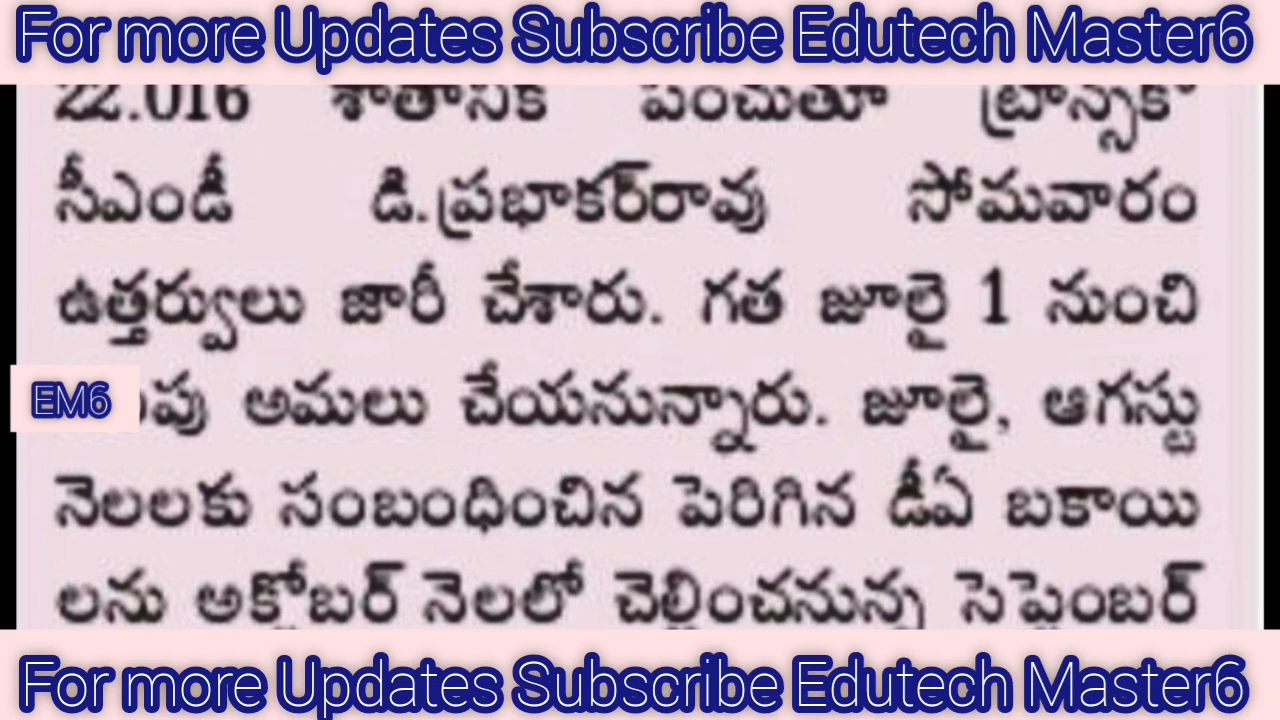 For more Updates Subscribe Edutech Master6
22.016 శాతానికి పెంచుతూ ట్రాన్స్‌కో
సీఎండీ డి.ప్రభాకర్‌రావు సోమవారం
ఉత్తర్వులు జారీ చేశారు. గత జూలై 1 నుంచి
EM6 పు అమలు చేయనున్నారు. జూలై, ఆగస్టు
నెలలకు సంబంధించిన పెరిగిన డీఏ బకాయి
లను అక్టోబర్ నెలలో చెల్లించనున్న సెప్టెంబర్
For more Updates Subscribe Edutech Master6